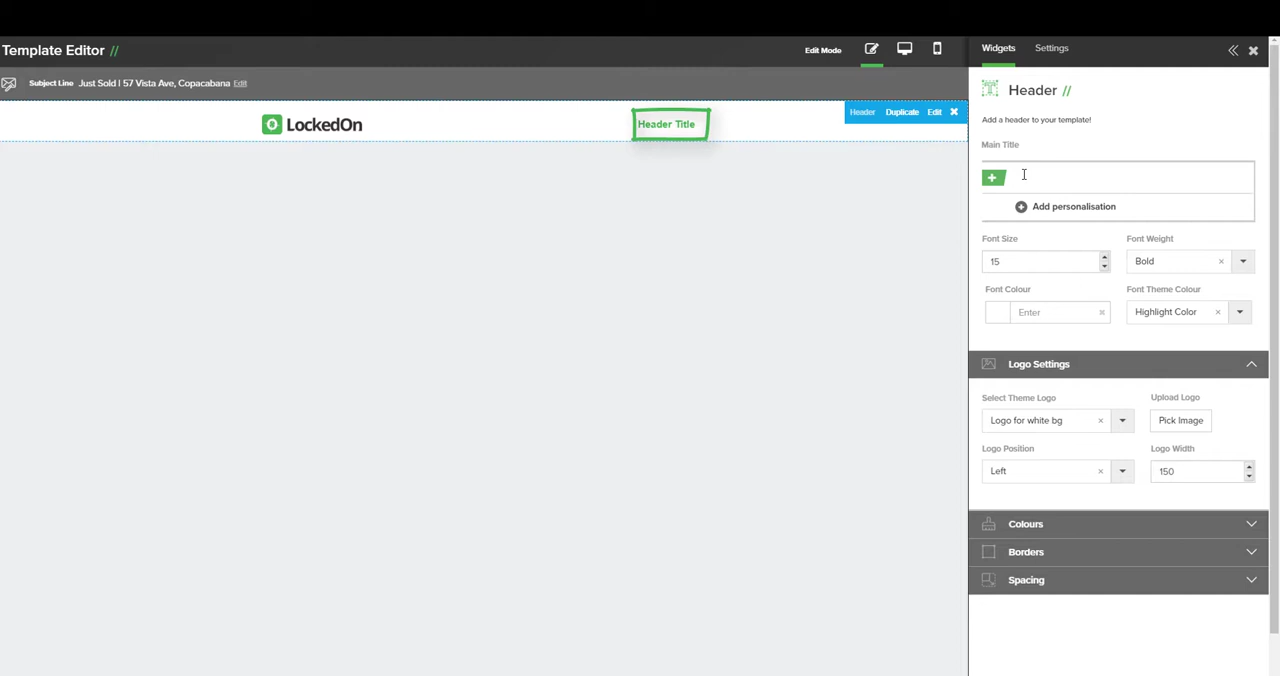 Template Editor //
Edit Mode
Subject Line Just Sold | 57 Vista Ave, Copacabana Edit
LockedOn
Header Title
Header Duplicate Edit
Widgets Settings
Header //
Add a header to your template!
Main Title
Add personalisation
Font Size Font Weight
15 Bold
Font Colour Font Theme Colour
Enter Highlight Color
Logo Settings
Select Theme Logo Upload Logo
Logo for white bg Pick Image
Logo Position Logo Width
Left 150
Colours
Borders
Spacing